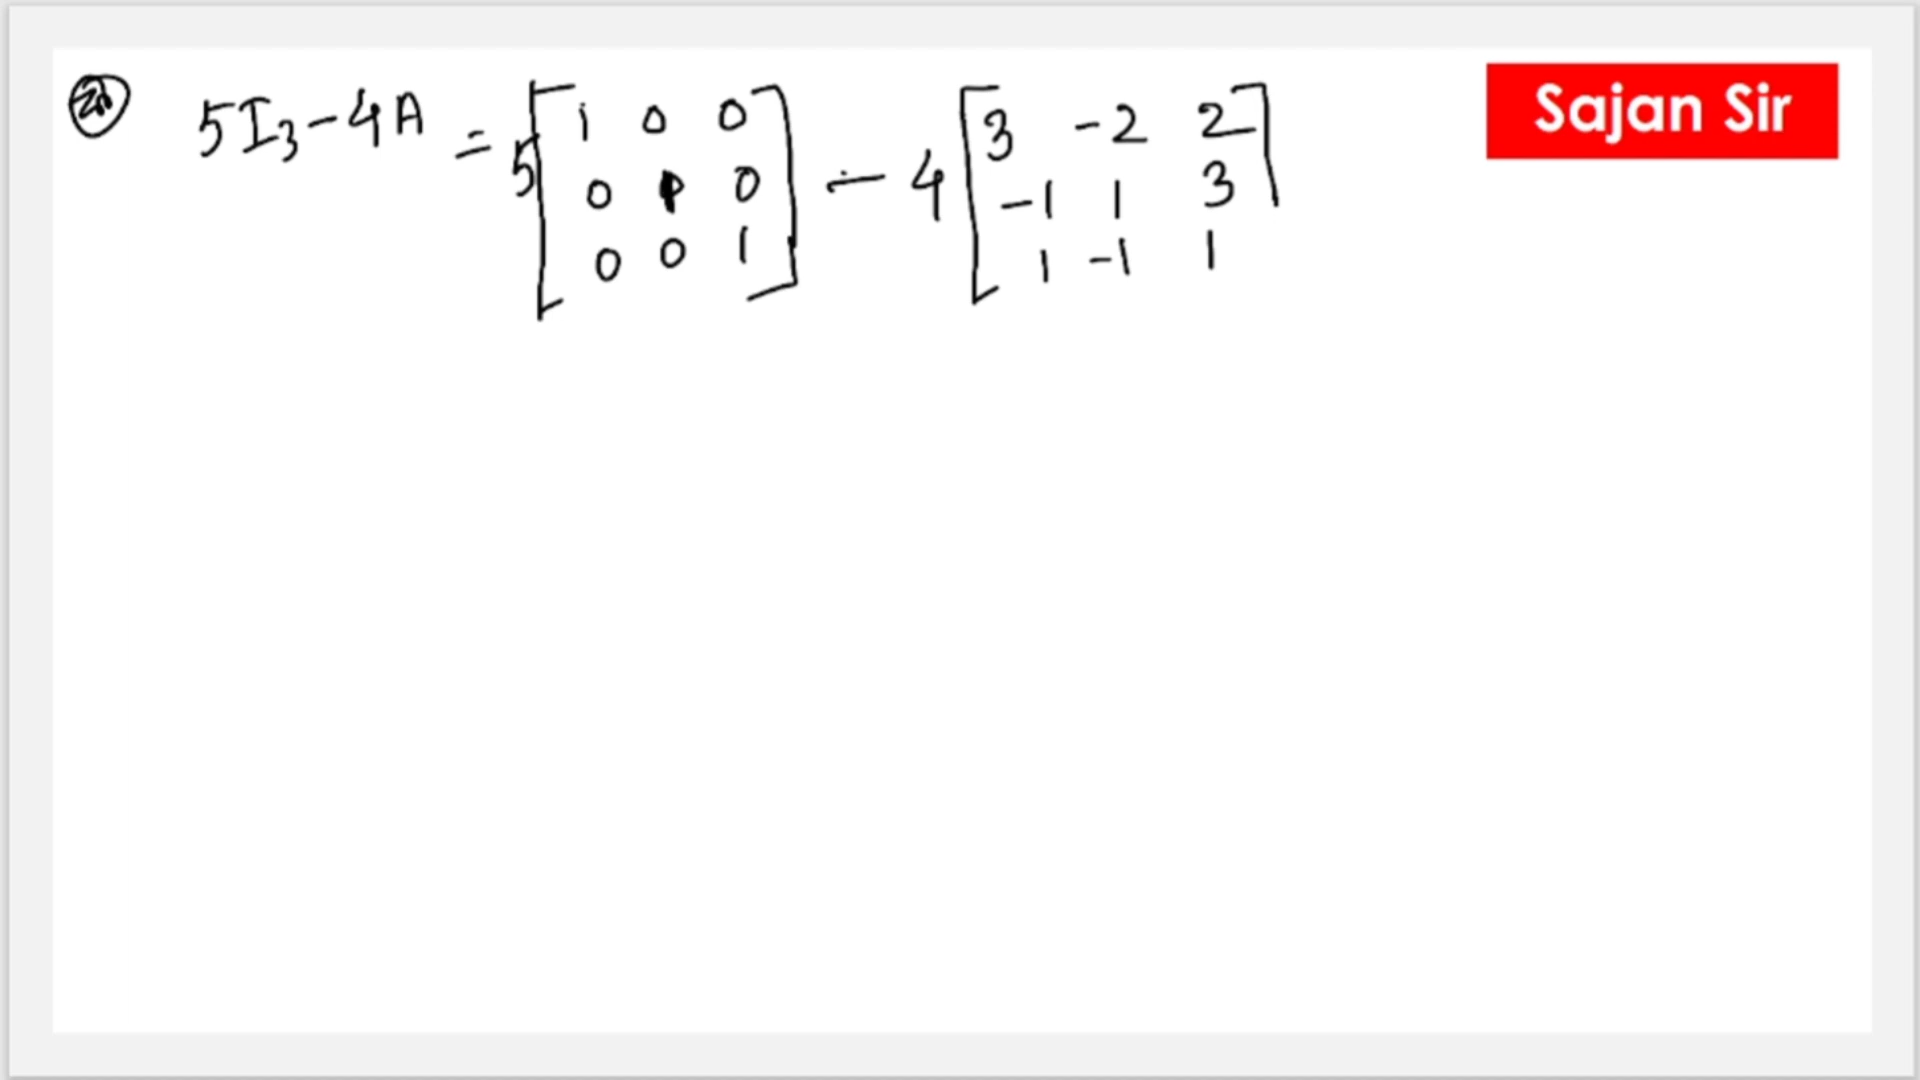 5I₃-4A = 5[1 0 0 - 4[3 -2 2
0 1 0 -1 1 3
0 0 1] 1 -1 1
Sajan Sir